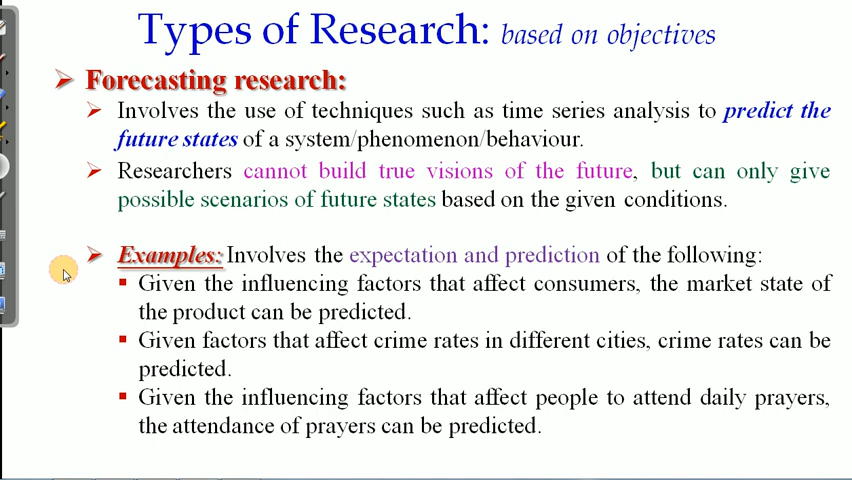 Types of Research: based on objectives
Forecasting research:
Involves the use of techniques such as time series analysis to predict the
future states of a system/phenomenon/behaviour.
Researchers cannot build true visions of the future, but can only give
possible scenarios of future states based on the given conditions.
Examples: Involves the expectation and prediction of the following:
Given the influencing factors that affect consumers, the market state of
the product can be predicted.
Given factors that affect crime rates in different cities, crime rates can be
predicted.
Given the influencing factors that affect people to attend daily prayers,
the attendance of prayers can be predicted.